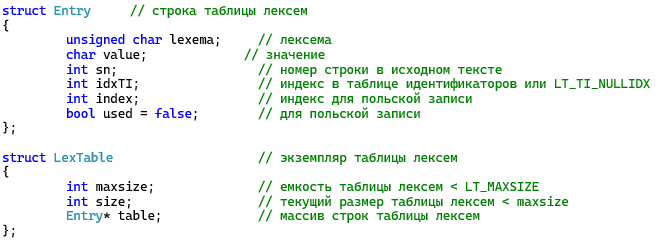 struct Entry // строка таблицы лексем
{
unsigned char lexema; // лексема
char value; // значение
int sn; // номер строки в исходном тексте
int idxTI; // индекс в таблице идентификаторов или LT_TI_NULLIDX
int index; // индекс для польской записи
bool used = false; // для польской записи
};
struct LexTable // экземпляр таблицы лексем
{
int maxsize; // емкость таблицы лексем < LT_MAXSIZE
int size; // текущий размер таблицы лексем < maxsize
Entry* table; // массив строк таблицы лексем
};